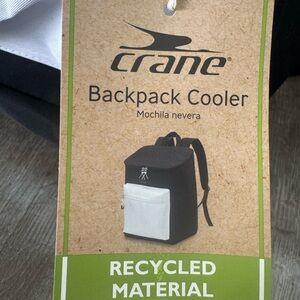 crane
Backpack Cooler
Mochila nevera
RECYCLED
MATERIAL